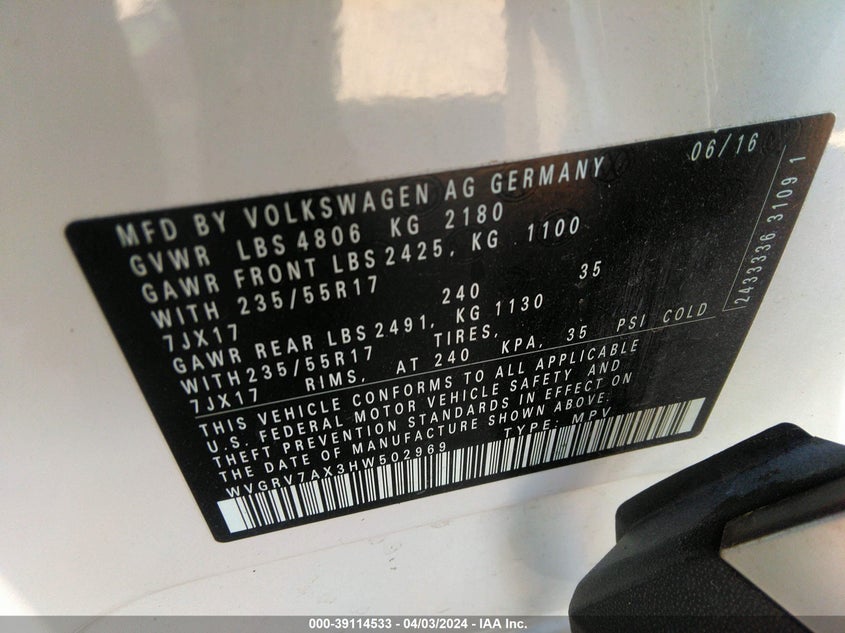 06/16
MFD BY VOLKSWAGEN AG GERMANY
GVWR LBS 4806 KG 2180
GAWR FRONT LBS 2425, KG 1100
WITH 235/55R17
7JX17 240 35
GAWR REAR LBS 2491, KG 1130
WITH 235/55R17 TIRES,
7JX17 RIMS, AT 240 KPA, 35 PSI COLD
THIS VEHICLE CONFORMS TO ALL APPLICABLE
U.S. FEDERAL MOTOR VEHICLE SAFETY AND
THEFT PREVENTION STANDARDS IN EFFECT ON
THE DATE OF MANUFACTURE SHOWN ABOVE.
WVGRV7AX3HW502969 TYPE: MPV
2433336 3109 1
000-39114533 - 04/03/2024 - IAA Inc.